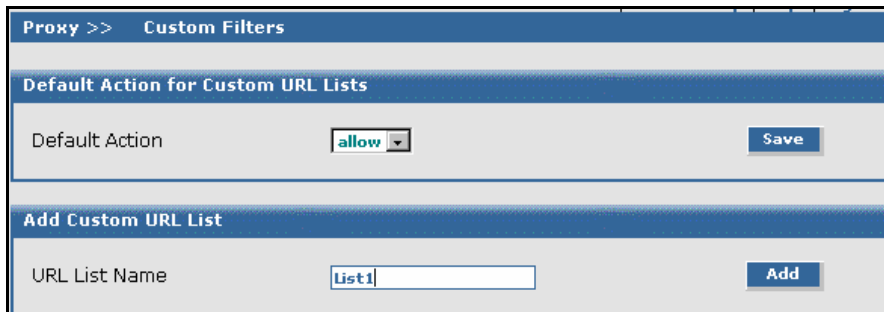 Proxy >> Custom Filters
Default Action for Custom URL Lists
Default Action allow Save
Add Custom URL List
URL List Name List1 Add